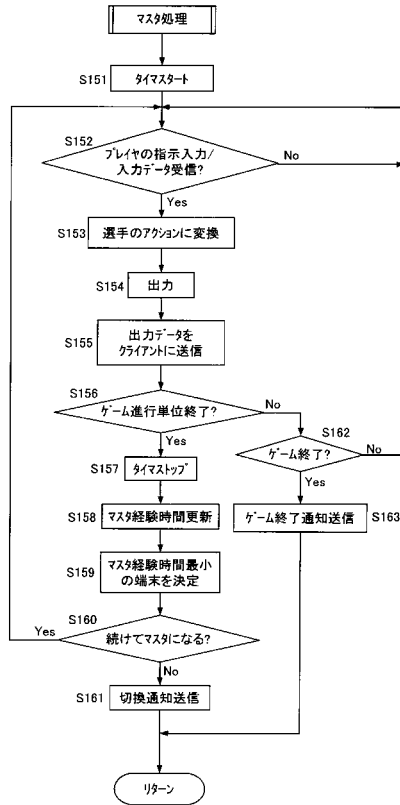 マスタ処理
S151
タイマスタート
S152
プレイヤの指示入力/
入力データ受信?
No
Yes
S153
選手のアクションに変換
S154
出力
S155
出力データを
クライアントに送信
S156
ゲーム進行単位終了?
No
Yes
S162
ゲーム終了?
No
Yes
S157
タイマストップ
S158
マスタ経験時間更新
ゲーム終了通知送信
S163
S159
マスタ経験時間最小
の端末を決定
S160
Yes
続けてマスタになる?
No
S161
切換通知送信
リターン